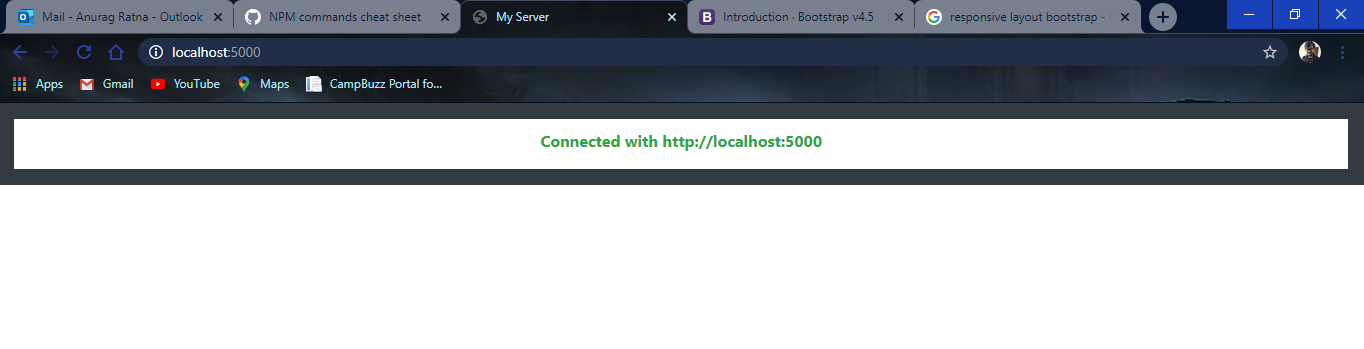 Mail - Anurag Ratna - Outlook
NPM commands cheat sheet
My Server
Introduction · Bootstrap v4.5
responsive layout bootstrap -
localhost:5000
Apps
Gmail
YouTube
Maps
CampBuzz Portal fo...
Connected with http://localhost:5000